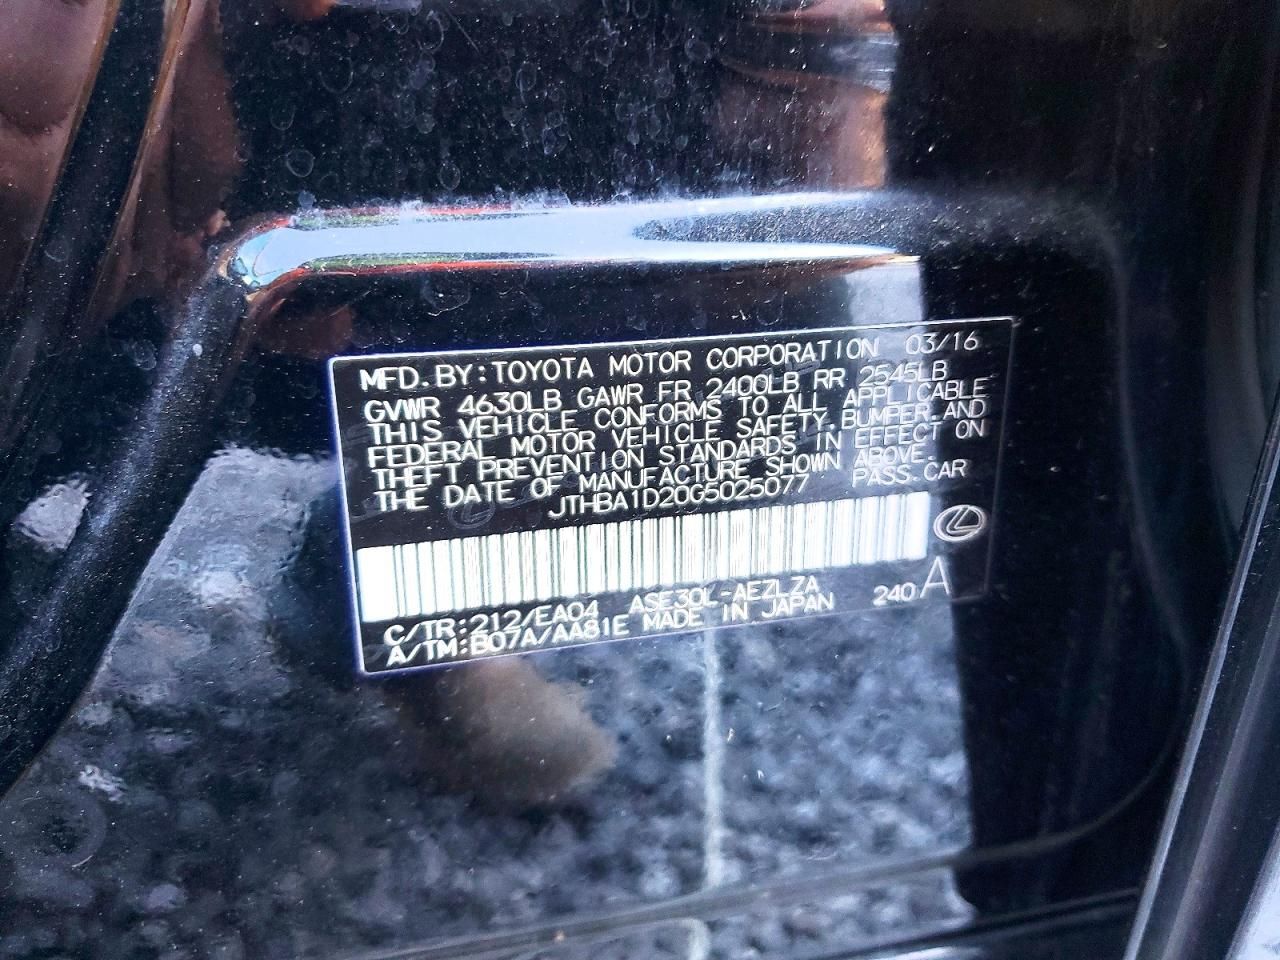 MFD.BY:TOYOTA MOTOR CORPORATION 03/16
GVWR 4630LB GAWR FR 2400LB RR 2545LB
THIS VEHICLE CONFORMS TO ALL APPLICABLE
FEDERAL MOTOR VEHICLE SAFETY,BUMPER,AND
THEFT PREVENTION STANDARDS IN EFFECT ON
THE DATE OF MANUFACTURE SHOWN ABOVE.
JTHBA1D20G5025077 PASS.CAR
C/TR:212/EA04 ASE30L-AEZLZA 240 A
A/TM:B07A/AA81E MADE IN JAPAN